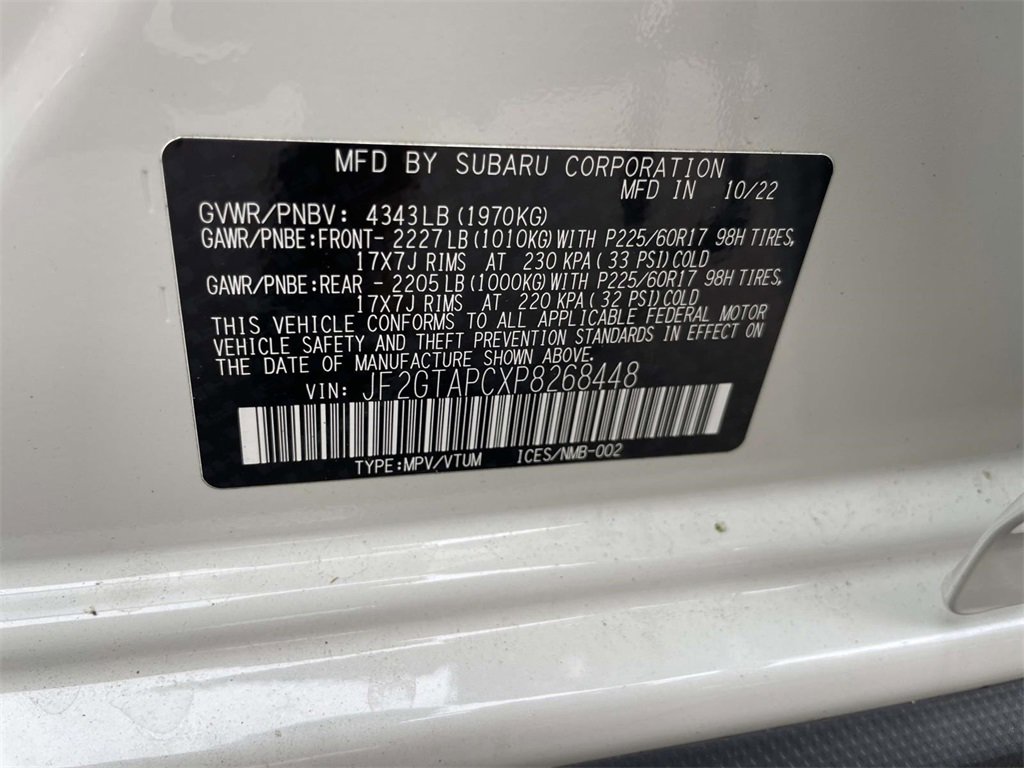 MFD BY SUBARU CORPORATION
MFD IN 10/22
GVWR/PNBV: 4343LB(1970KG)
GAWR/PNBE:FRONT- 2227LB(1010KG)WITH P225/60R17 98H TIRES,
17X7J RIMS AT 230 KPA(33 PSI)COLD
GAWR/PNBE:REAR - 2205LB(1000KG)WITH P225/60R17 98H TIRES,
17X7J RIMS AT 220 KPA(32 PSI)COLD
THIS VEHICLE CONFORMS TO ALL APPLICABLE FEDERAL MOTOR
VEHICLE SAFETY AND THEFT PREVENTION STANDARDS IN EFFECT ON
THE DATE OF MANUFACTURE SHOWN ABOVE.
VIN: JF2GTAPCXP8268448
TYPE:MPV/VTUM ICES/NMB-002